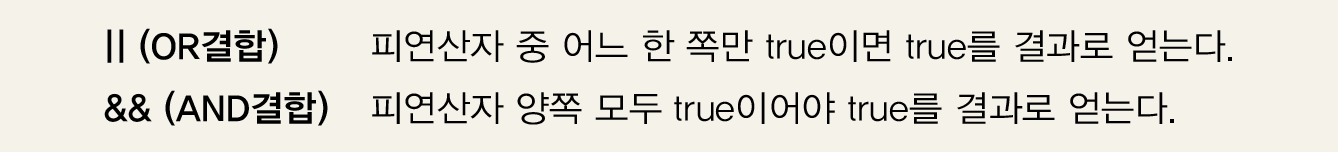 || (OR결합) 피연산자 중 어느 한 쪽만 true이면 true를 결과로 얻는다.
&& (AND결합) 피연산자 양쪽 모두 true이어야 true를 결과로 얻는다.